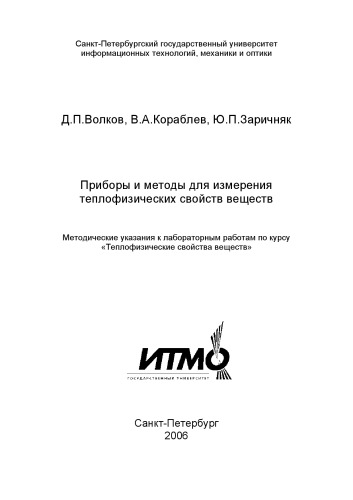 Санкт-Петербургский государственный университет
информационных технологий, механики и оптики
Д.П.Волков, В.А.Кораблев, Ю.П.Заричняк
Приборы и методы для измерения
теплофизических свойств веществ
Методические указания к лабораторным работам по курсу
«Теплофизические свойства веществ»
ИТМО
ГОСУДАРСТВЕННЫЙ УНИВЕРСИТЕТ
Санкт-Петербург
2006